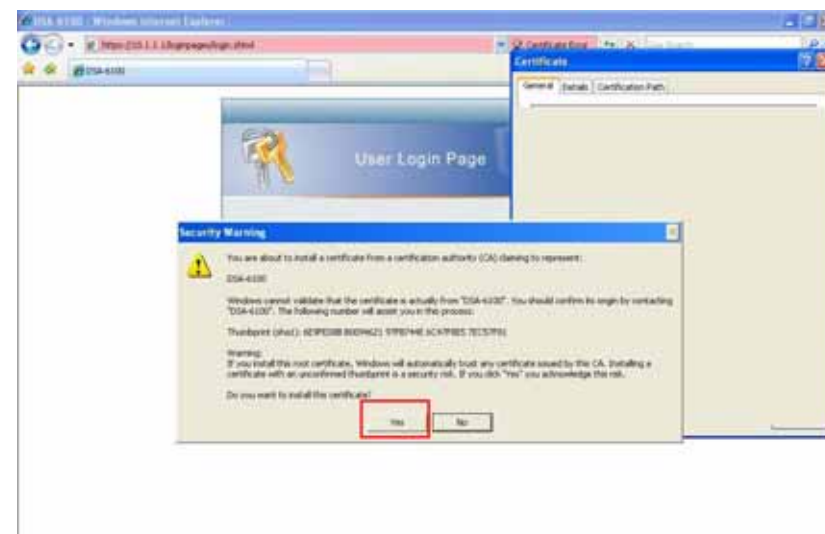 DSA-6100 - Windows Internet Explorer
Certificate Error
DSA-6100
Certificate
General Details Certification Path
User Login Page
Security Warning
You are about to install a certificate from a certification authority (CA) claiming to represent:
DSA-6100
Windows cannot validate that the certificate is actually from "DSA-6100". You should confirm its origin by contacting
"DSA-6100". The following number will assist you in this process:
Thumbprint (sha1):
Warning:
If you install this root certificate, Windows will automatically trust any certificate issued by this CA. Installing a
certificate with an unconfirmed thumbprint is a security risk. If you click "Yes" you acknowledge this risk.
Do you want to install this certificate?
Yes No